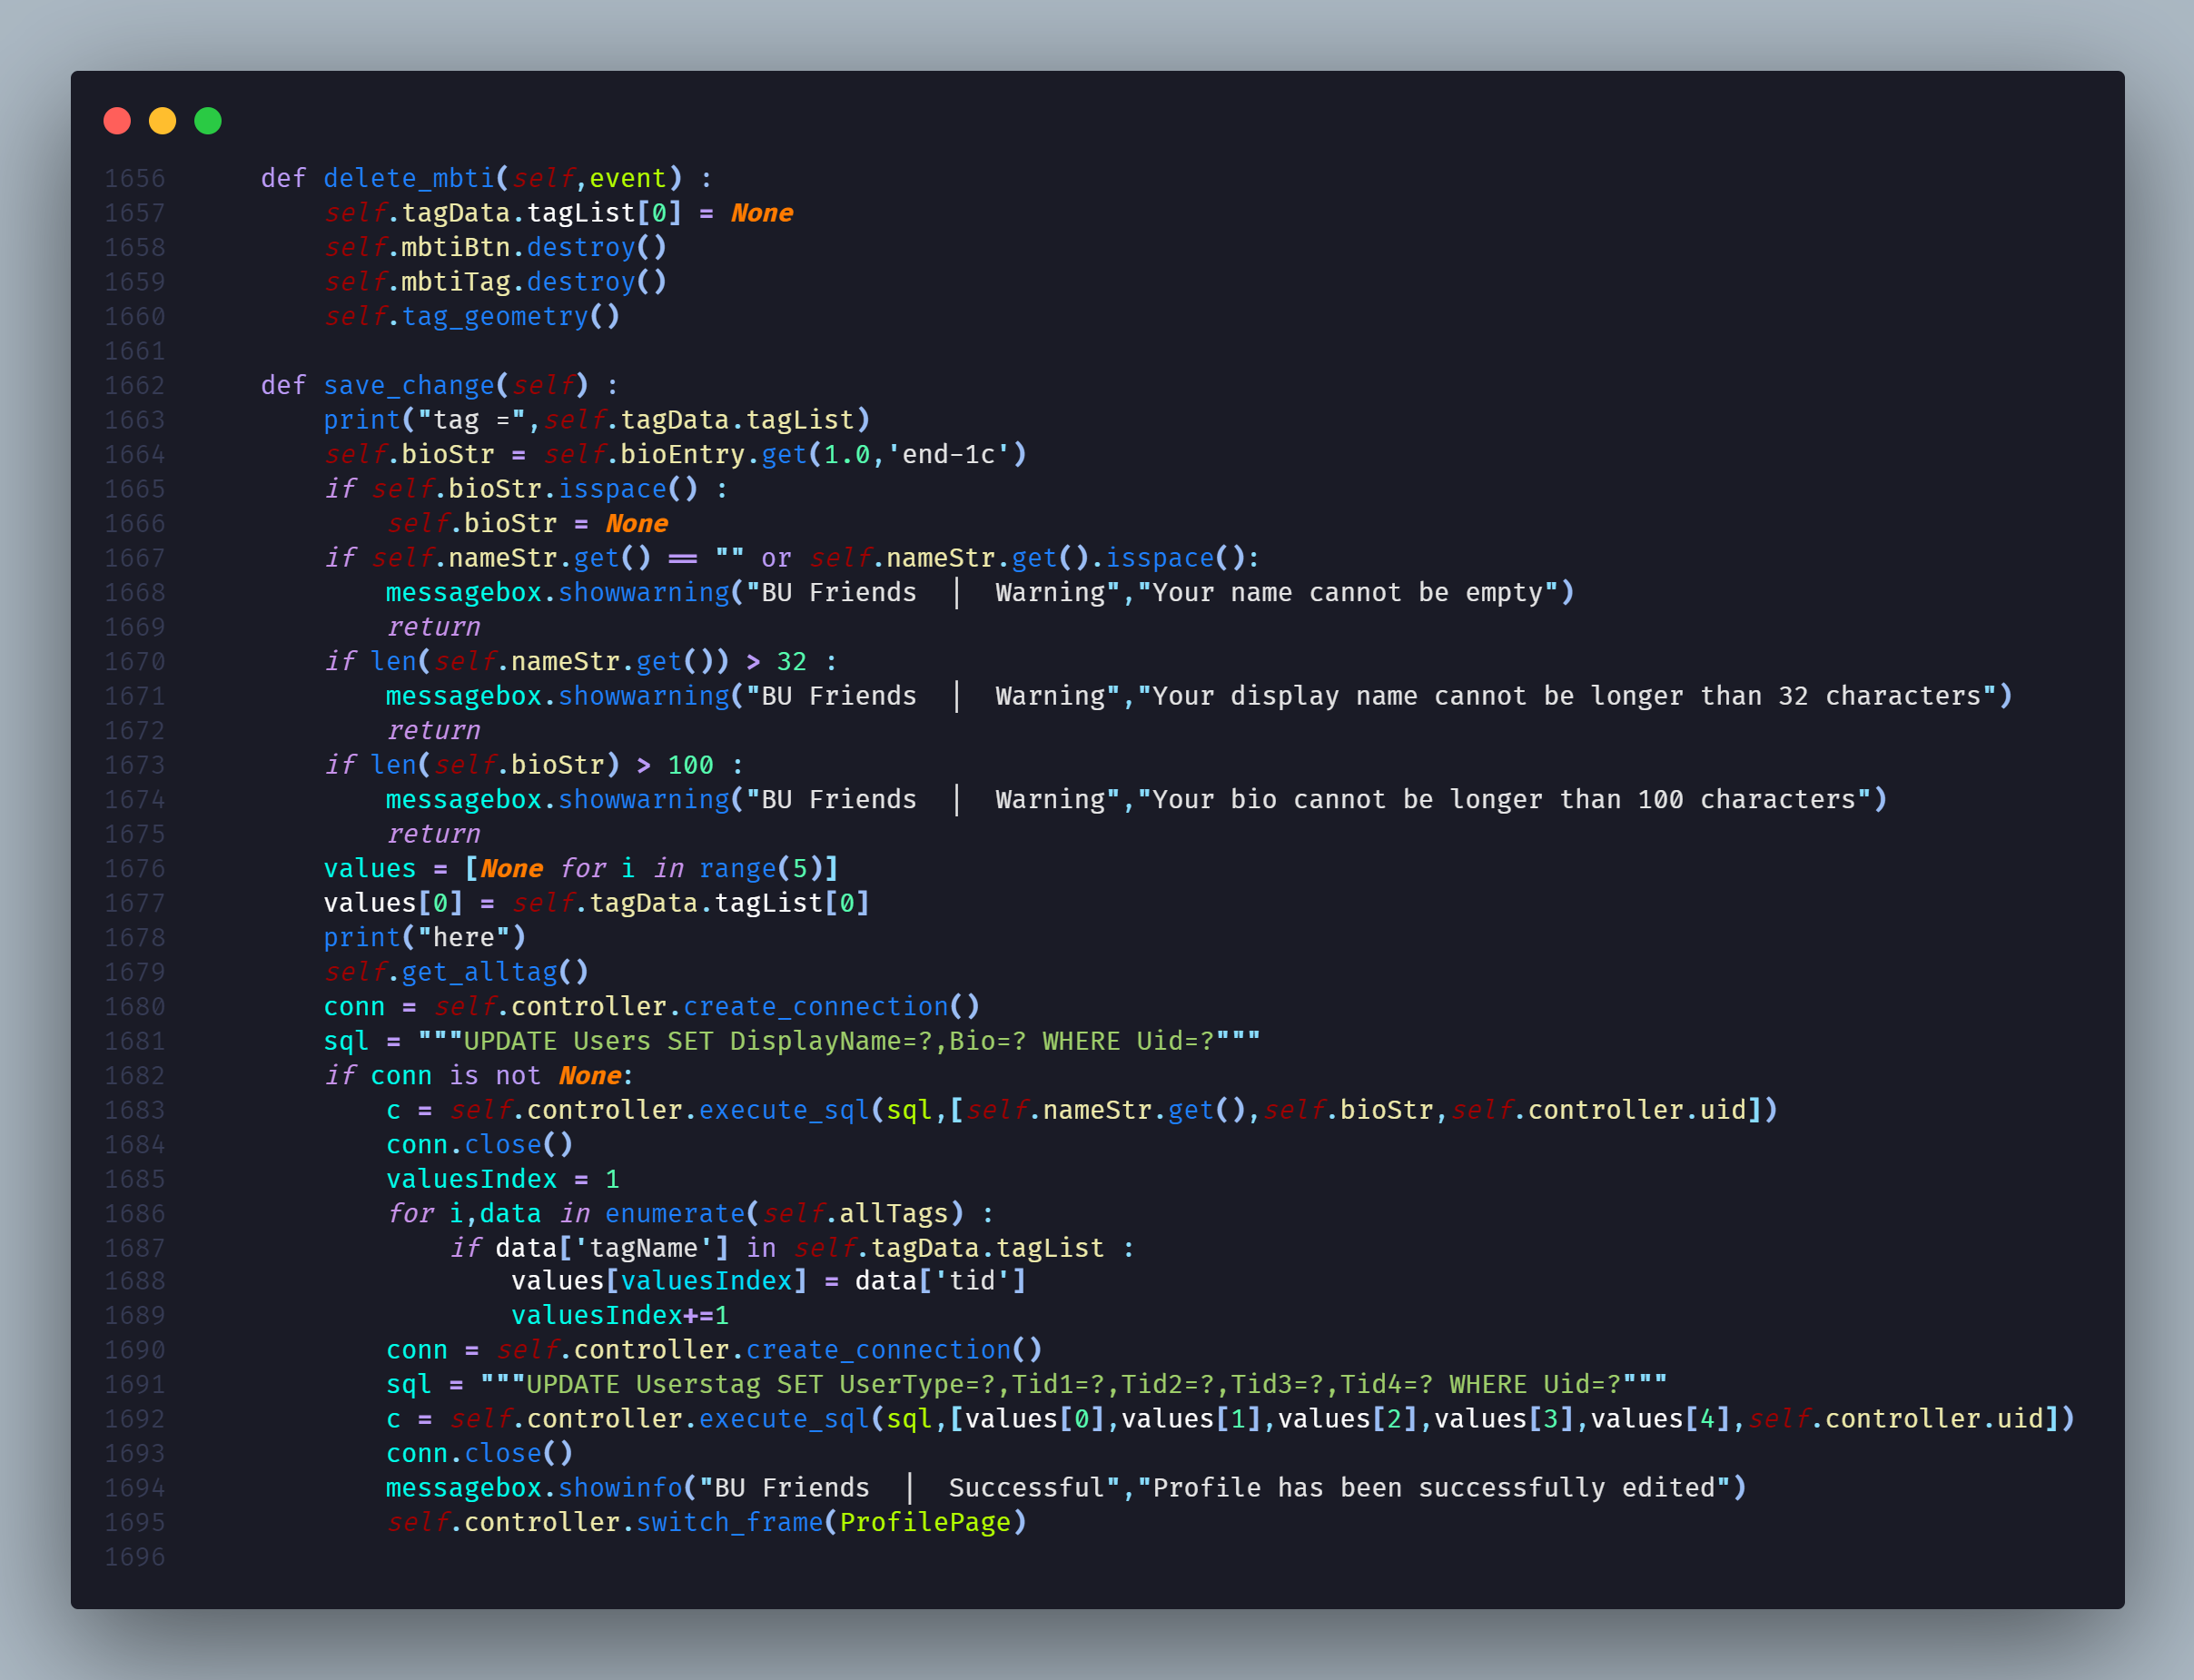 1656 def delete_mbti(self,event) :
1657 self.tagData.tagList[0] = None
1658 self.mbtiBtn.destroy()
1659 self.mbtiTag.destroy()
1660 self.tag_geometry()
1661
1662 def save_change(self) :
1663 print("tag =",self.tagData.tagList)
1664 self.bioStr = self.bioEntry.get(1.0,'end-1c')
1665 if self.bioStr.isspace() :
1666 self.bioStr = None
1667 if self.nameStr.get() == "" or self.nameStr.get().isspace():
1668 messagebox.showwarning("BU Friends  |  Warning","Your name cannot be empty")
1669 return
1670 if len(self.nameStr.get()) > 32 :
1671 messagebox.showwarning("BU Friends  |  Warning","Your display name cannot be longer than 32 characters")
1672 return
1673 if len(self.bioStr) > 100 :
1674 messagebox.showwarning("BU Friends  |  Warning","Your bio cannot be longer than 100 characters")
1675 return
1676 values = [None for i in range(5)]
1677 values[0] = self.tagData.tagList[0]
1678 print("here")
1679 self.get_alltag()
1680 conn = self.controller.create_connection()
1681 sql = """UPDATE Users SET DisplayName=?,Bio=? WHERE Uid=?"""
1682 if conn is not None:
1683 c = self.controller.execute_sql(sql,[self.nameStr.get(),self.bioStr,self.controller.uid])
1684 conn.close()
1685 valuesIndex = 1
1686 for i,data in enumerate(self.allTags) :
1687 if data['tagName'] in self.tagData.tagList :
1688 values[valuesIndex] = data['tid']
1689 valuesIndex+=1
1690 conn = self.controller.create_connection()
1691 sql = """UPDATE Userstag SET UserType=?,Tid1=?,Tid2=?,Tid3=?,Tid4=? WHERE Uid=?"""
1692 c = self.controller.execute_sql(sql,[values[0],values[1],values[2],values[3],values[4],self.controller.uid])
1693 conn.close()
1694 messagebox.showinfo("BU Friends  |  Successful","Profile has been successfully edited")
1695 self.controller.switch_frame(ProfilePage)
1696